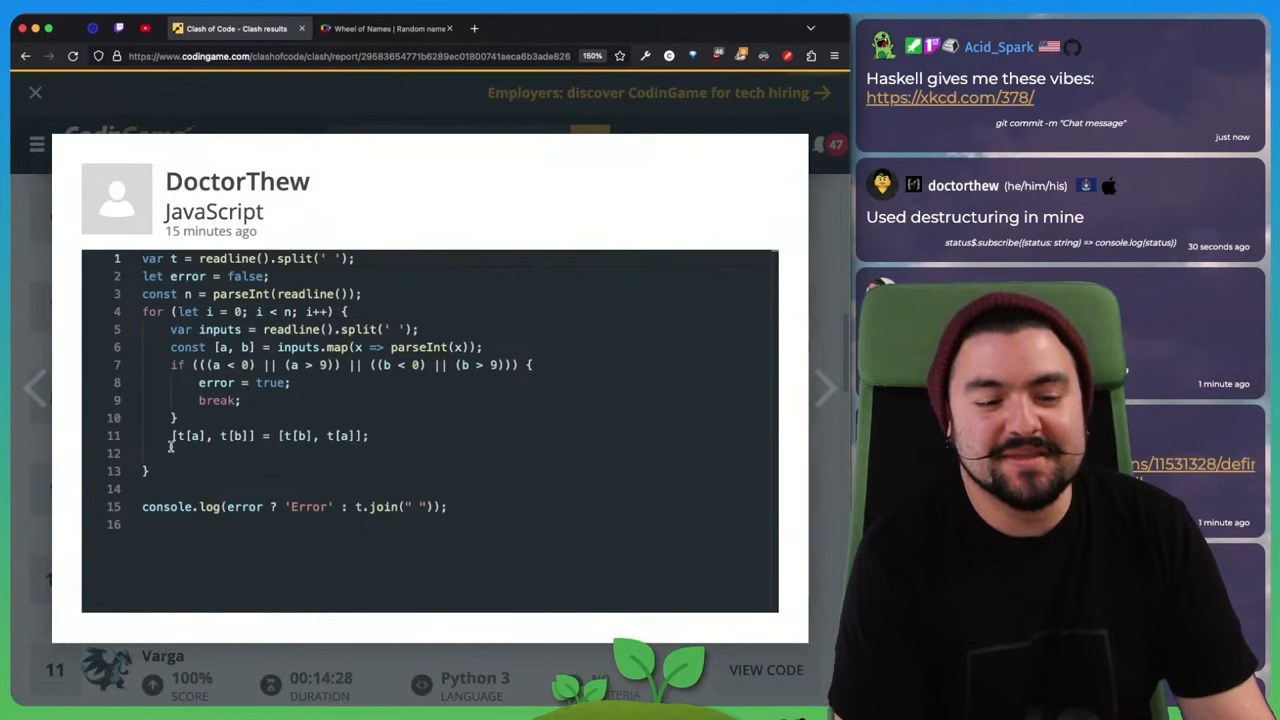 Clash of Code - Clash results
Wheel of Names | Random name
https://www.codingame.com/clashofcode/clash/report/29583654771b6289ec01800741aeca6b3ade826
150%
Employers: discover CodinGame for tech hiring →
47
DoctorThew
JavaScript
15 minutes ago
1 var t = readline().split(' ');
2 let error = false;
3 const n = parseInt(readline());
4 for (let i = 0; i < n; i++) {
5 var inputs = readline().split(' ');
6 const [a, b] = inputs.map(x => parseInt(x));
7 if (((a < 0) || (a > 9)) || ((b < 0) || (b > 9))) {
8 error = true;
9 break;
10 }
11 [t[a], t[b]] = [t[b], t[a]];
12
13 }
14
15 console.log(error ? 'Error' : t.join(" "));
16
11
Varga
100%
SCORE
00:14:28
DURATION
Python 3
LANGUAGE
VIEW CODE
Acid_Spark
Haskell gives me these vibes:
https://xkcd.com/378/
git commit -m "Chat message"
just now
doctorthew (he/him/his)
Used destructuring in mine
status$.subscribe((status: string) => console.log(status))
30 seconds ago
1 minute ago
ns/11531328/defir
1 minute ago